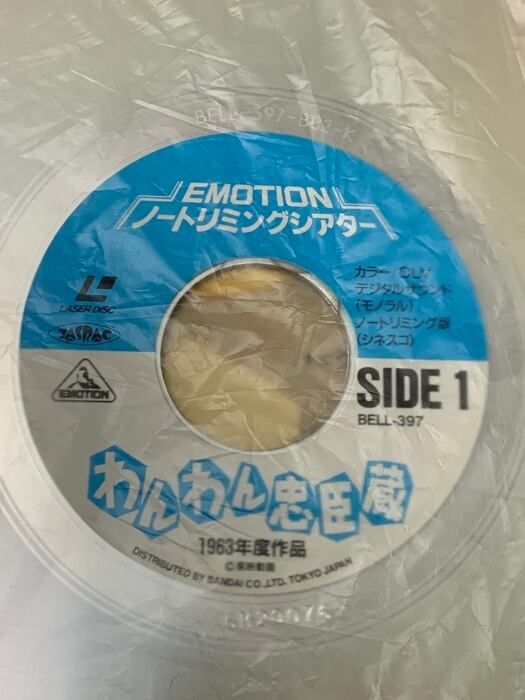 BELL-397-B02-K
EMOTION
ノートリミングシアター
LASER DISC
JASRAC
EMOTION
カラー/CLV
デジタルサウンド
(モノラル)
ノートリミング版
(シネスコ)
SIDE 1
BELL-397
わんわん忠臣蔵
1963年度作品
©東映動画
DISTRIBUTED BY BANDAI CO.,LTD. TOKYO JAPAN